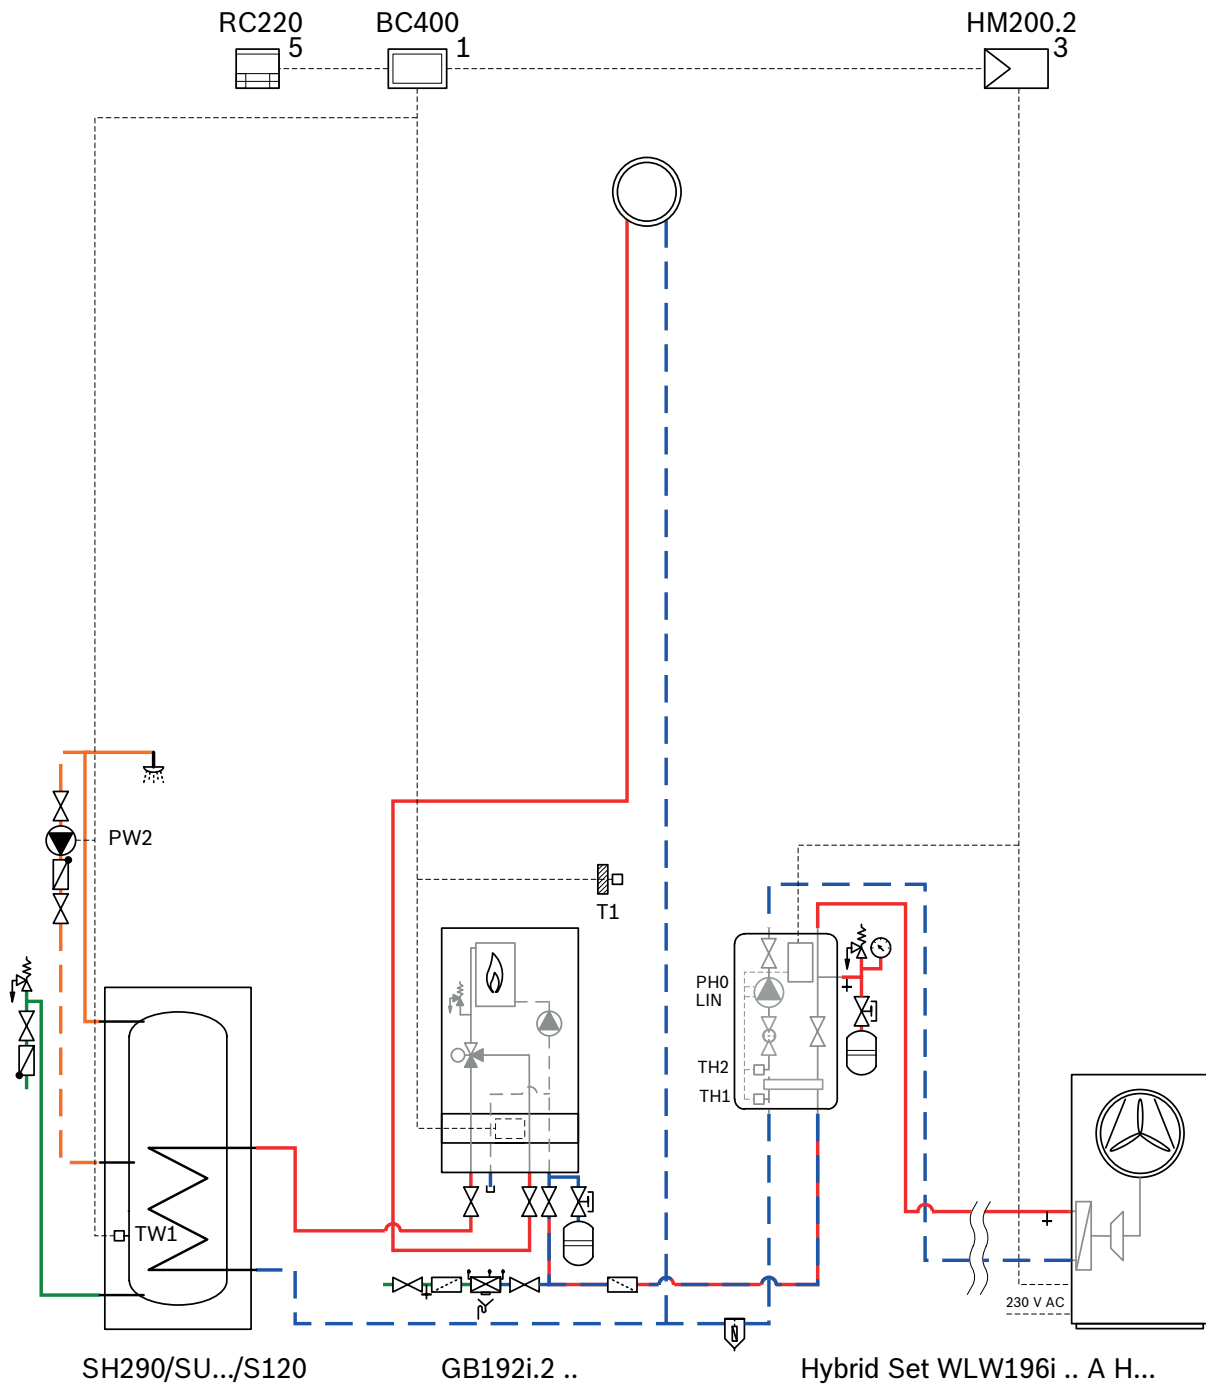 RC220
5
BC400
1
HM200.2
3
PW2
T1
PH0
LIN
TH2
TH1
TW1
230 V AC
SH290/SU.../S120
GB192i.2 ..
Hybrid Set WLW196i .. A H...